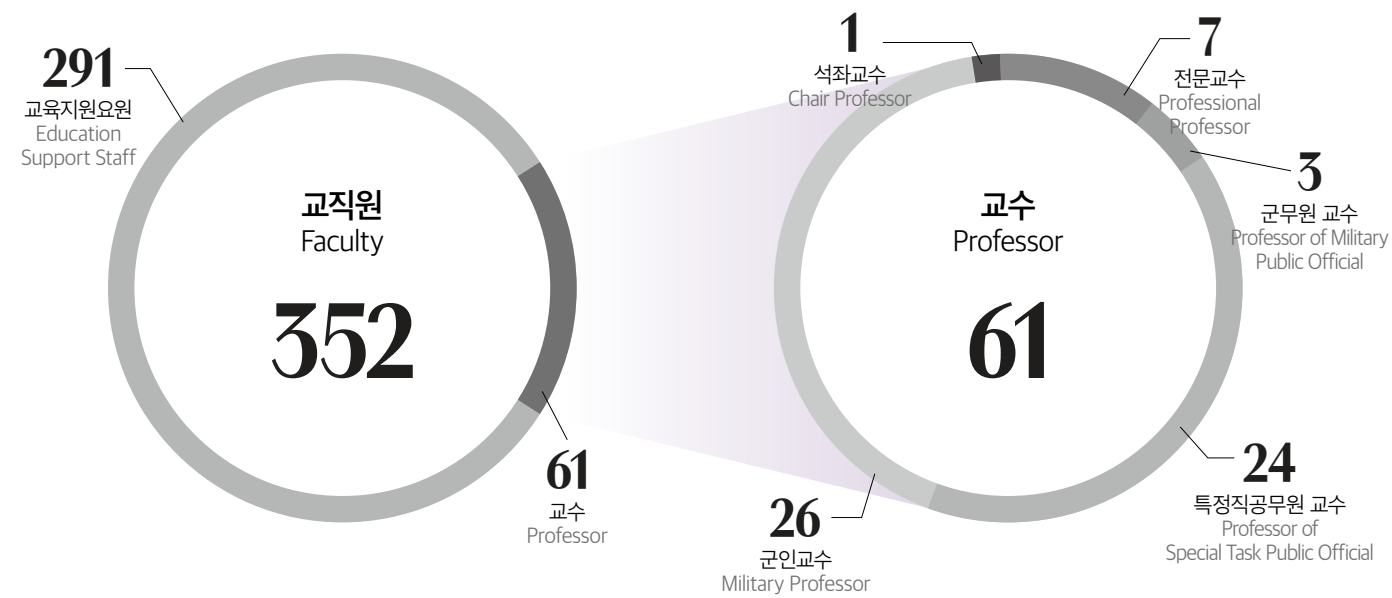 291
교육지원요원
Education
Support Staff
교직원
Faculty
352
61
교수
Professor
1
석좌교수
Chair Professor
7
전문교수
Professional
Professor
3
군무원 교수
Professor of Military
Public Official
교수
Professor
61
24
특정직공무원 교수
Professor of
Special Task Public Official
26
군인교수
Military Professor